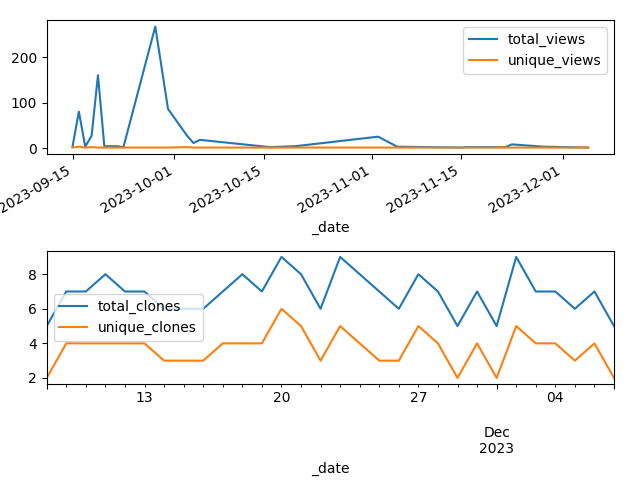 200
100
0
total_views
unique_views
2023-09-15
2023-10-01
2023-10-15
2023-11-01
2023-11-15
2023-12-01
_date
8
6
4
2
total_clones
unique_clones
13
20
27
04
Dec
2023
_date